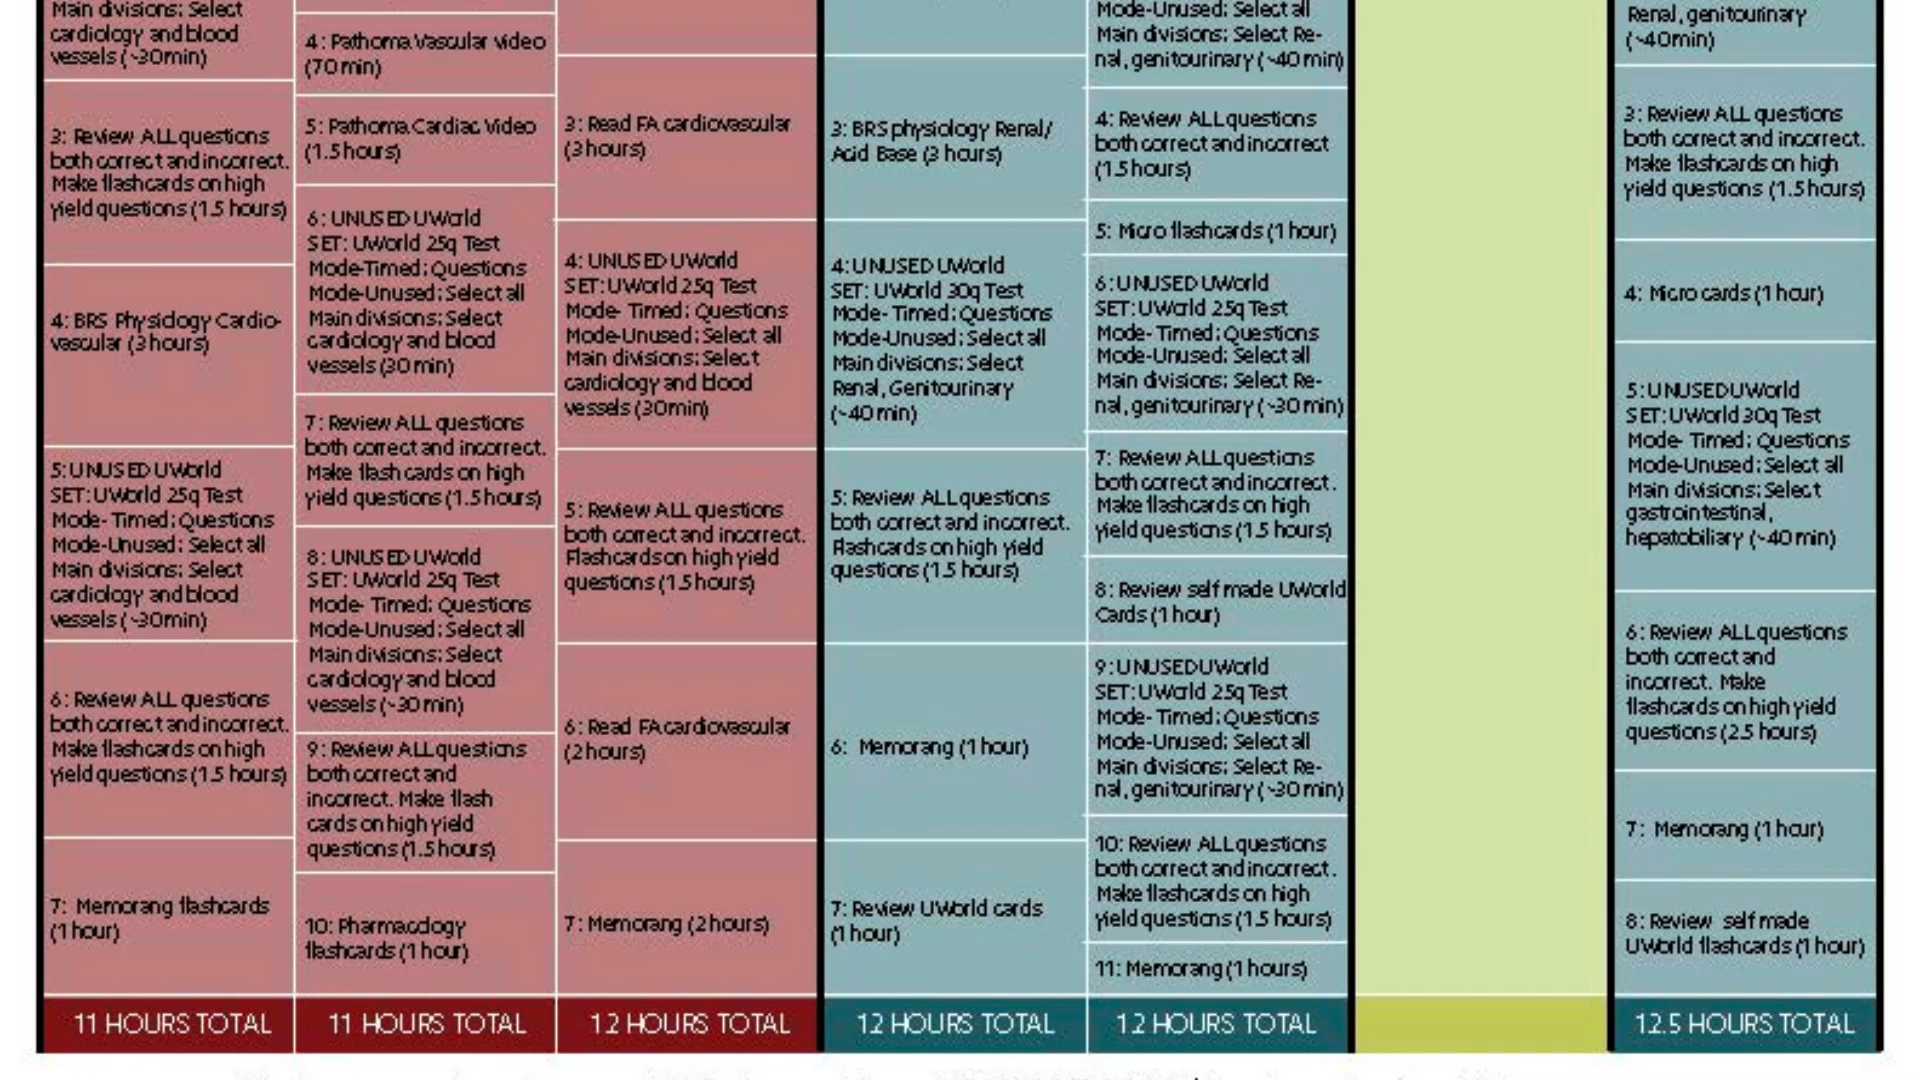 Main divisions: Select
cardiology and blood
vessels (~30min)
3: Review ALL questions
both correct and incorrect.
Make flashcards on high
yield questions (1.5 hours)
4: BRS Physiology Cardio-
vascular (3 hours)
5: UNUSED UWorld
SET: UWorld 25q Test
Mode- Timed; Questions
Mode-Unused; Select all
Main divisions; Select
cardiology and blood
vessels (~30min)
6: Review ALL questions
both correct and incorrect.
Make flashcards on high
yield questions (1.5 hours)
7: Memorang flashcards
(1 hour)
11 HOURS TOTAL
4: Pathoma Vascular video
(70 min)
5: Pathoma Cardiac Video
(1.5 hours)
6: UNUSED UWorld
SET: UWorld 25q Test
Mode-Timed; Questions
Mode-Unused; Select all
Main divisions; Select
cardiology and blood
vessels (30 min)
7: Review ALL questions
both correct and incorrect.
Make flash cards on high
yield questions (1.5 hours)
8: UNUSED UWorld
SET: UWorld 25q Test
Mode- Timed; Questions
Mode-Unused; Select all
Main divisions; Select
cardiology and blood
vessels (~30 min)
9: Review ALL questions
both correct and
incorrect. Make flash
cards on high yield
questions (1.5 hours)
10: Pharmacology
flashcards (1 hour)
11 HOURS TOTAL
3: Read FA cardiovascular
(3 hours)
4: UNUSED UWorld
SET: UWorld 25q Test
Mode- Timed; Questions
Mode-Unused; Select all
Main divisions; Select
cardiology and blood
vessels (30min)
5: Review ALL questions
both correct and incorrect.
Flashcards on high yield
questions (1.5 hours)
6: Read FA cardiovascular
(2 hours)
7: Memorang (2 hours)
12 HOURS TOTAL
3: BRS physiology Renal/
Acid Base (3 hours)
4: UNUSED UWorld
SET: UWorld 30q Test
Mode- Timed; Questions
Mode-Unused; Select all
Main divisions; Select
Renal, Genitourinary
(~40 min)
5: Review ALL questions
both correct and incorrect.
Flashcards on high yield
questions (1.5 hours)
6: Memorang (1 hour)
7: Review UWorld cards
(1 hour)
12 HOURS TOTAL
Mode-Unused; Select all
Main divisions; Select Re-
nal, genitourinary (~40 min)
4: Review ALL questions
both correct and incorrect
(1.5 hours)
5: Micro flashcards (1 hour)
6: UNUSED UWorld
SET: UWorld 25q Test
Mode- Timed; Questions
Mode-Unused; Select all
Main divisions; Select Re-
nal, genitourinary (~30 min)
7: Review ALL questions
both correct and incorrect.
Make flashcards on high
yield questions (1.5 hours)
8: Review self made UWorld
Cards (1 hour)
9: UNUSED UWorld
SET: UWorld 25q Test
Mode- Timed; Questions
Mode-Unused; Select all
Main divisions; Select Re-
nal, genitourinary (~30 min)
10: Review ALL questions
both correct and incorrect.
Make flashcards on high
yield questions (1.5 hours)
11: Memorang (1 hours)
12 HOURS TOTAL
Renal, genitourinary
(~40min)
3: Review ALL questions
both correct and incorrect.
Make flashcards on high
yield questions (1.5 hours)
4: Micro cards (1 hour)
5: UNUSED UWorld
SET: UWorld 30q Test
Mode- Timed; Questions
Mode-Unused; Select all
Main divisions; Select
gastrointestinal,
hepatobiliary (~40 min)
6: Review ALL questions
both correct and
incorrect. Make
flashcards on high yield
questions (2.5 hours)
7: Memorang (1 hour)
8: Review self made
UWorld flashcards (1 hour)
12.5 HOURS TOTAL